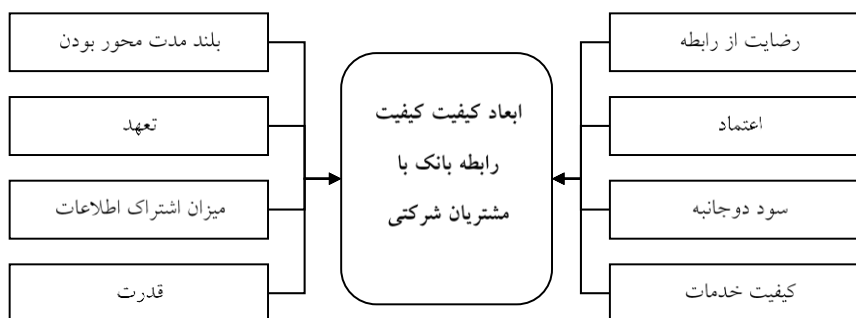 رضایت از رابطه
اعتماد
سود دوجانبه
کیفیت خدمات
ابعاد کیفیت کیفیت
رابطه بانک با
مشتریان شرکتی
بلند مدت محور بودن
تعهد
میزان اشتراک اطلاعات
قدرت